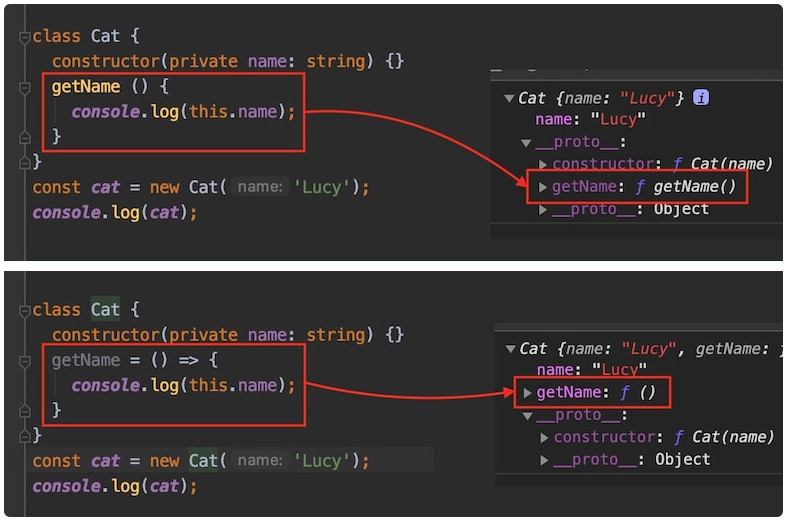 class Cat {
constructor(private name: string) {}
getName () {
console.log(this.name);
}
}
const cat = new Cat( name: 'Lucy');
console.log(cat);
Cat {name: "Lucy"} i
name: "Lucy"
__proto__:
constructor: ƒ Cat(name)
getName: ƒ getName()
__proto__: Object
class Cat {
constructor(private name: string) {}
getName = () => {
console.log(this.name);
}
}
const cat = new Cat( name: 'Lucy');
console.log(cat);
Cat {name: "Lucy", getName: ƒ
name: "Lucy"
getName: ƒ ()
__proto__:
constructor: ƒ Cat(name)
__proto__: Object